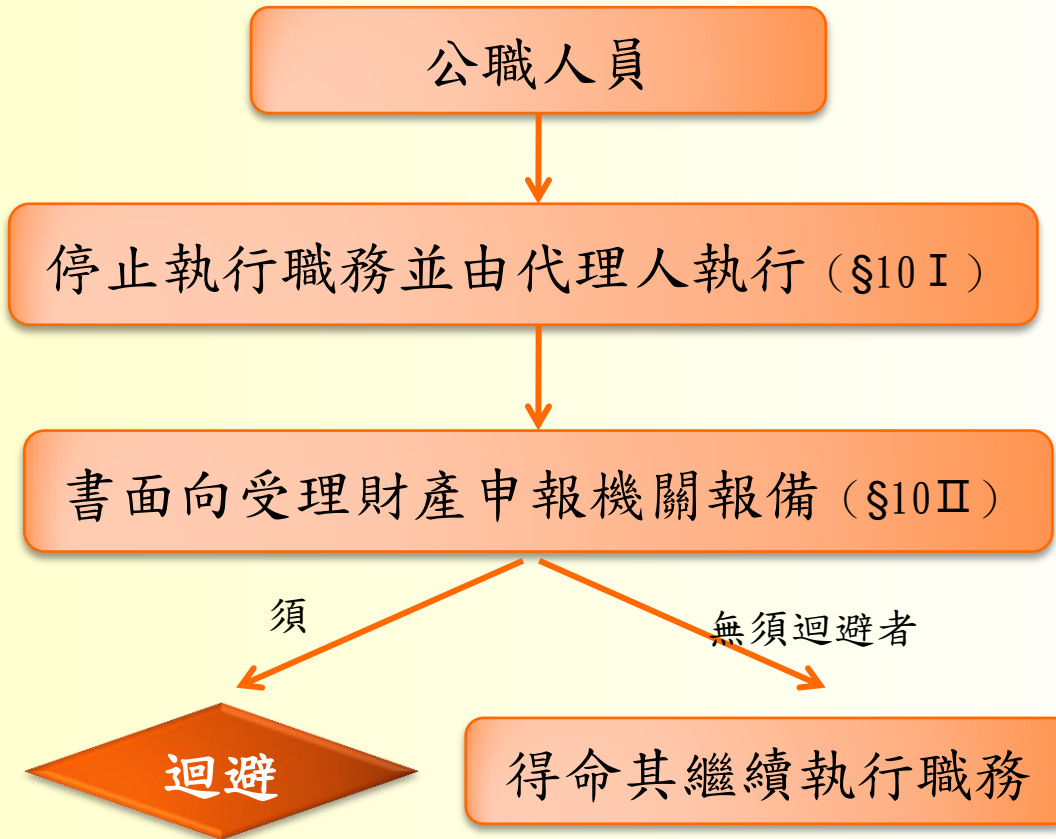 公職人員
停止執行職務並由代理人執行（§10Ⅰ）
書面向受理財產申報機關報備（§10Ⅱ）
須
無須迴避者
迴避
得命其繼續執行職務